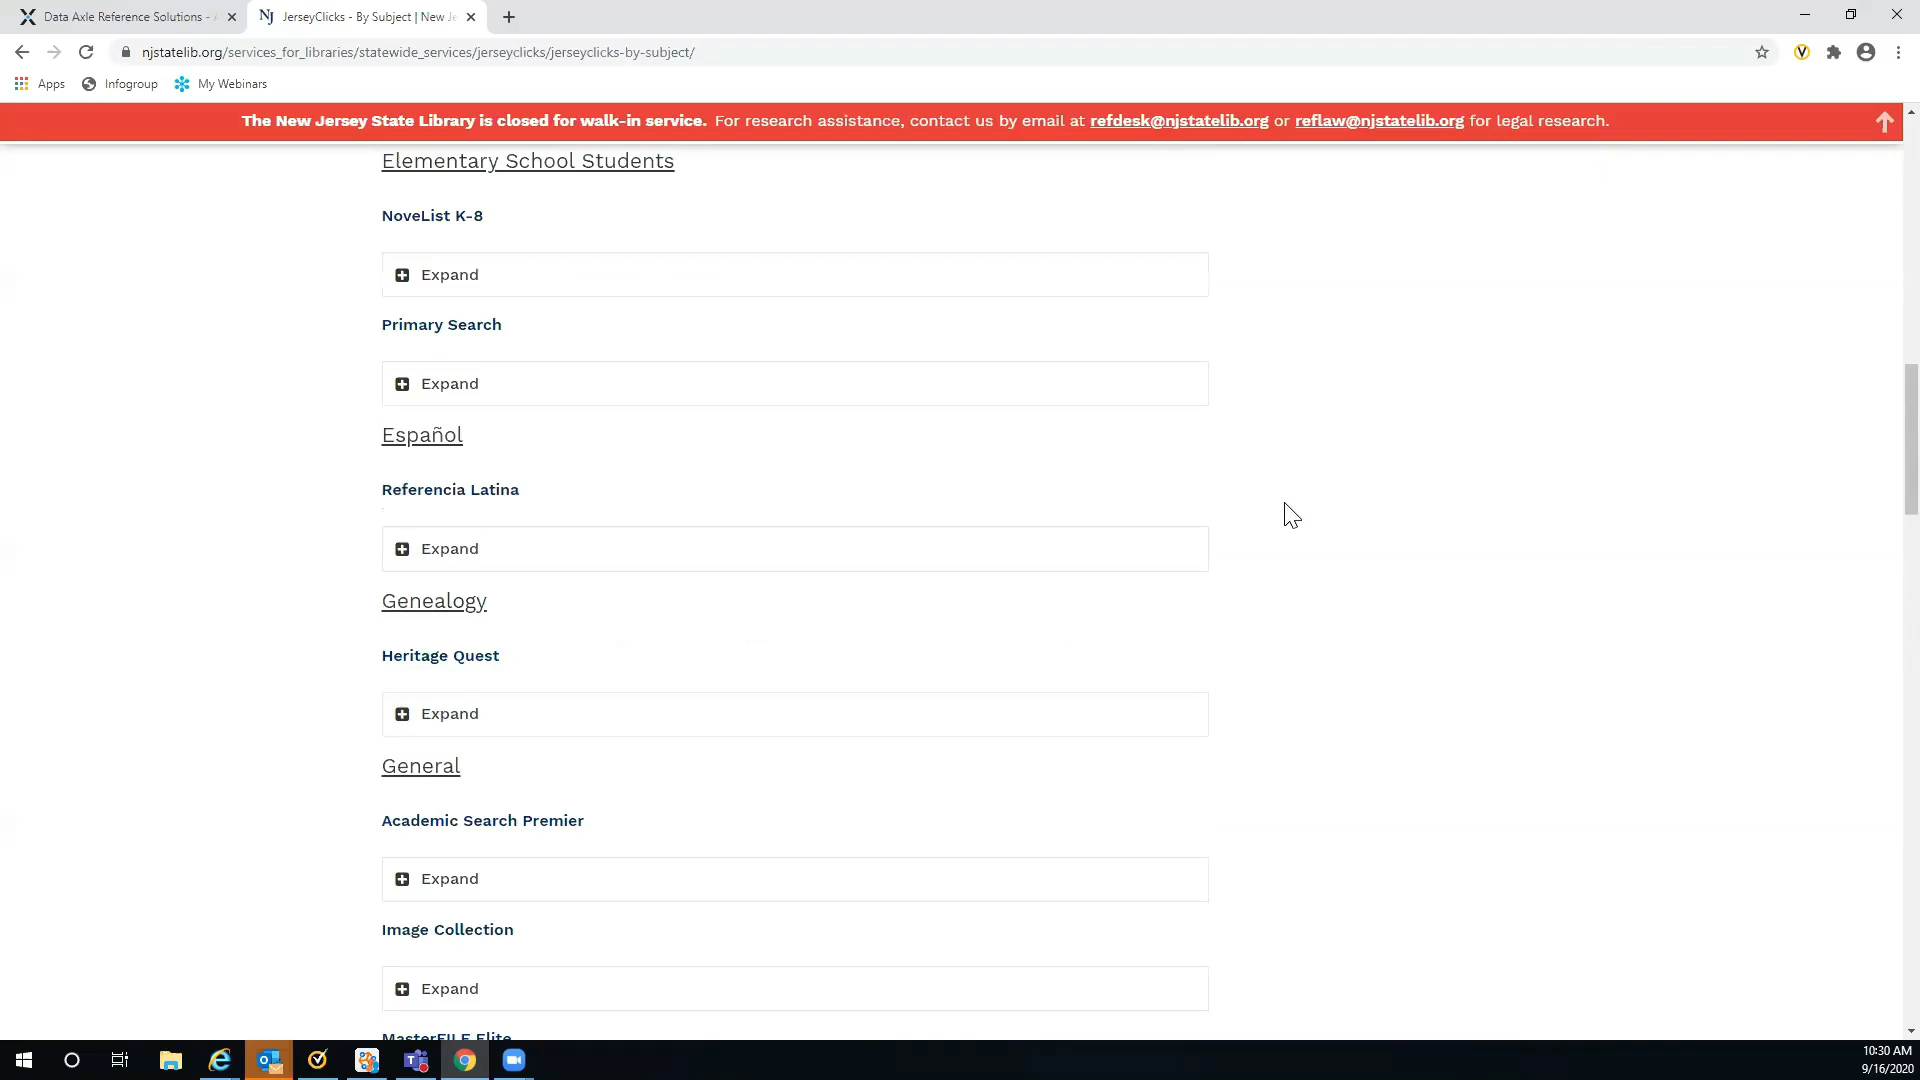 Data Axle Reference Solutions -
JerseyClicks - By Subject | New Je
njstatelib.org/services_for_libraries/statewide_services/jerseyclicks/jerseyclicks-by-subject/
Apps
Infogroup
My Webinars
The New Jersey State Library is closed for walk-in service. For research assistance, contact us by email at refdesk@njstatelib.org or reflaw@njstatelib.org for legal research.
Elementary School Students
NoveList K-8
Expand
Primary Search
Expand
Español
Referencia Latina
Expand
Genealogy
Heritage Quest
Expand
General
Academic Search Premier
Expand
Image Collection
Expand
MasterFILE Elite
10:30 AM
9/16/2020